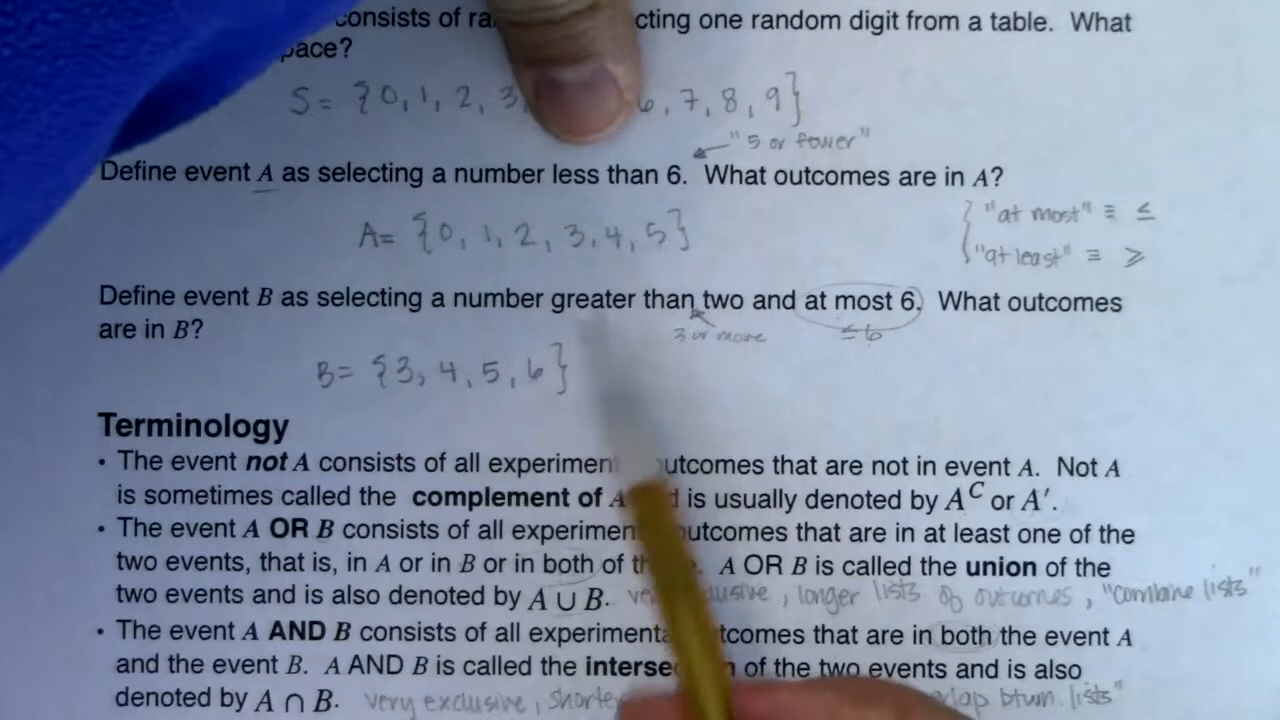 consists of ra cting one random digit from a table. What
pace?
S = {0, 1, 2, 3, 6, 7, 8, 9}
"5 or fewer"
Define event A as selecting a number less than 6. What outcomes are in A?
"at most" ≡ ≤
A = {0, 1, 2, 3, 4, 5}
"at least" ≡ ≥
Define event B as selecting a number greater than two and at most 6. What outcomes
are in B?
3 or more ≤ 6
B = {3, 4, 5, 6}
Terminology
• The event not A consists of all experimen utcomes that are not in event A. Not A
is sometimes called the complement of A d is usually denoted by A^C or A′.
• The event A OR B consists of all experimen utcomes that are in at least one of the
two events, that is, in A or in B or in both of th. A OR B is called the union of the
two events and is also denoted by A ∪ B. ve lusive, longer lists of outcomes, "combine lists"
• The event A AND B consists of all experimenta tcomes that are in both the event A
and the event B. A AND B is called the interse n of the two events and is also
denoted by A ∩ B. very exclusive, shorte lap btwn. lists"